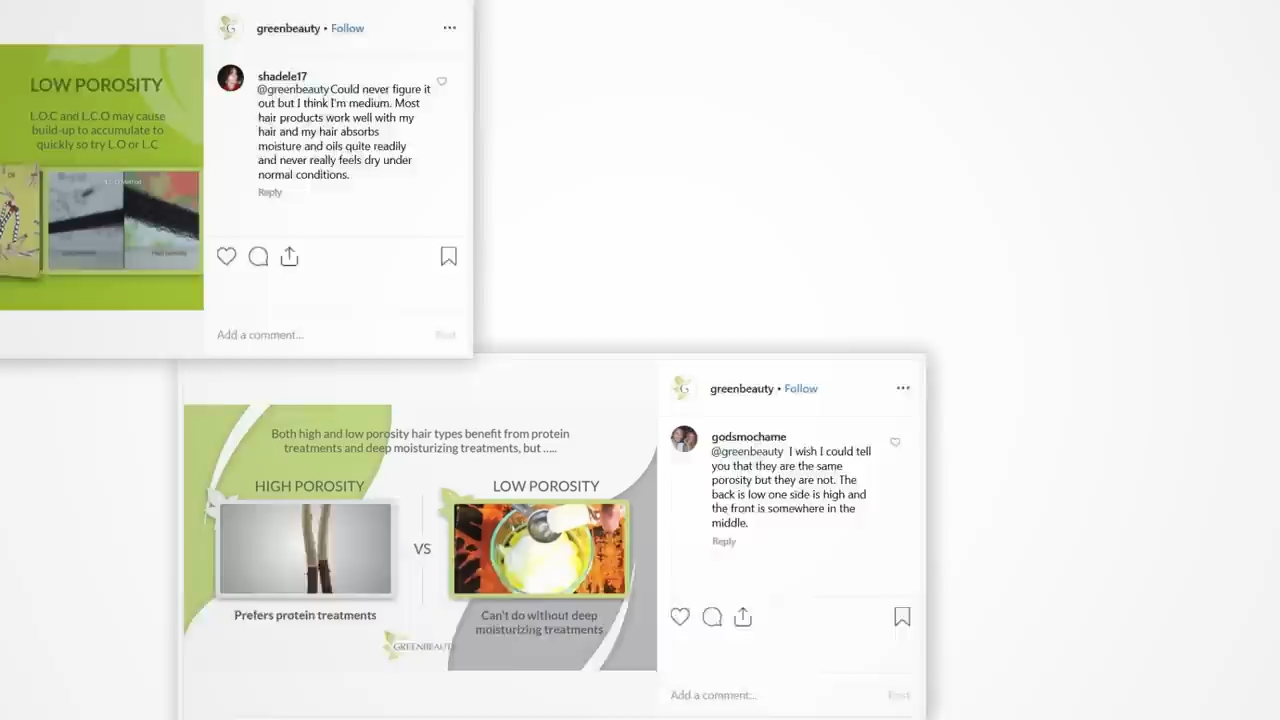 greenbeauty • Follow
LOW POROSITY
L.O.C and L.C.O may cause
build-up to accumulate to
quickly so try L.O or L.C
shadele17
@greenbeauty Could never figure it
out but I think I'm medium. Most
hair products work well with my
hair and my hair absorbs
moisture and oils quite readily
and never really feels dry under
normal conditions.
Reply
Add a comment...
Post
greenbeauty • Follow
Both high and low porosity hair types benefit from protein
treatments and deep moisturizing treatments, but .....
HIGH POROSITY
VS
LOW POROSITY
Prefers protein treatments
Can't do without deep
moisturizing treatments
GREENBEAUTY
godsmochame
@greenbeauty I wish I could tell
you that they are the same
porosity but they are not. The
back is low one side is high and
the front is somewhere in the
middle.
Reply
Add a comment...
Post